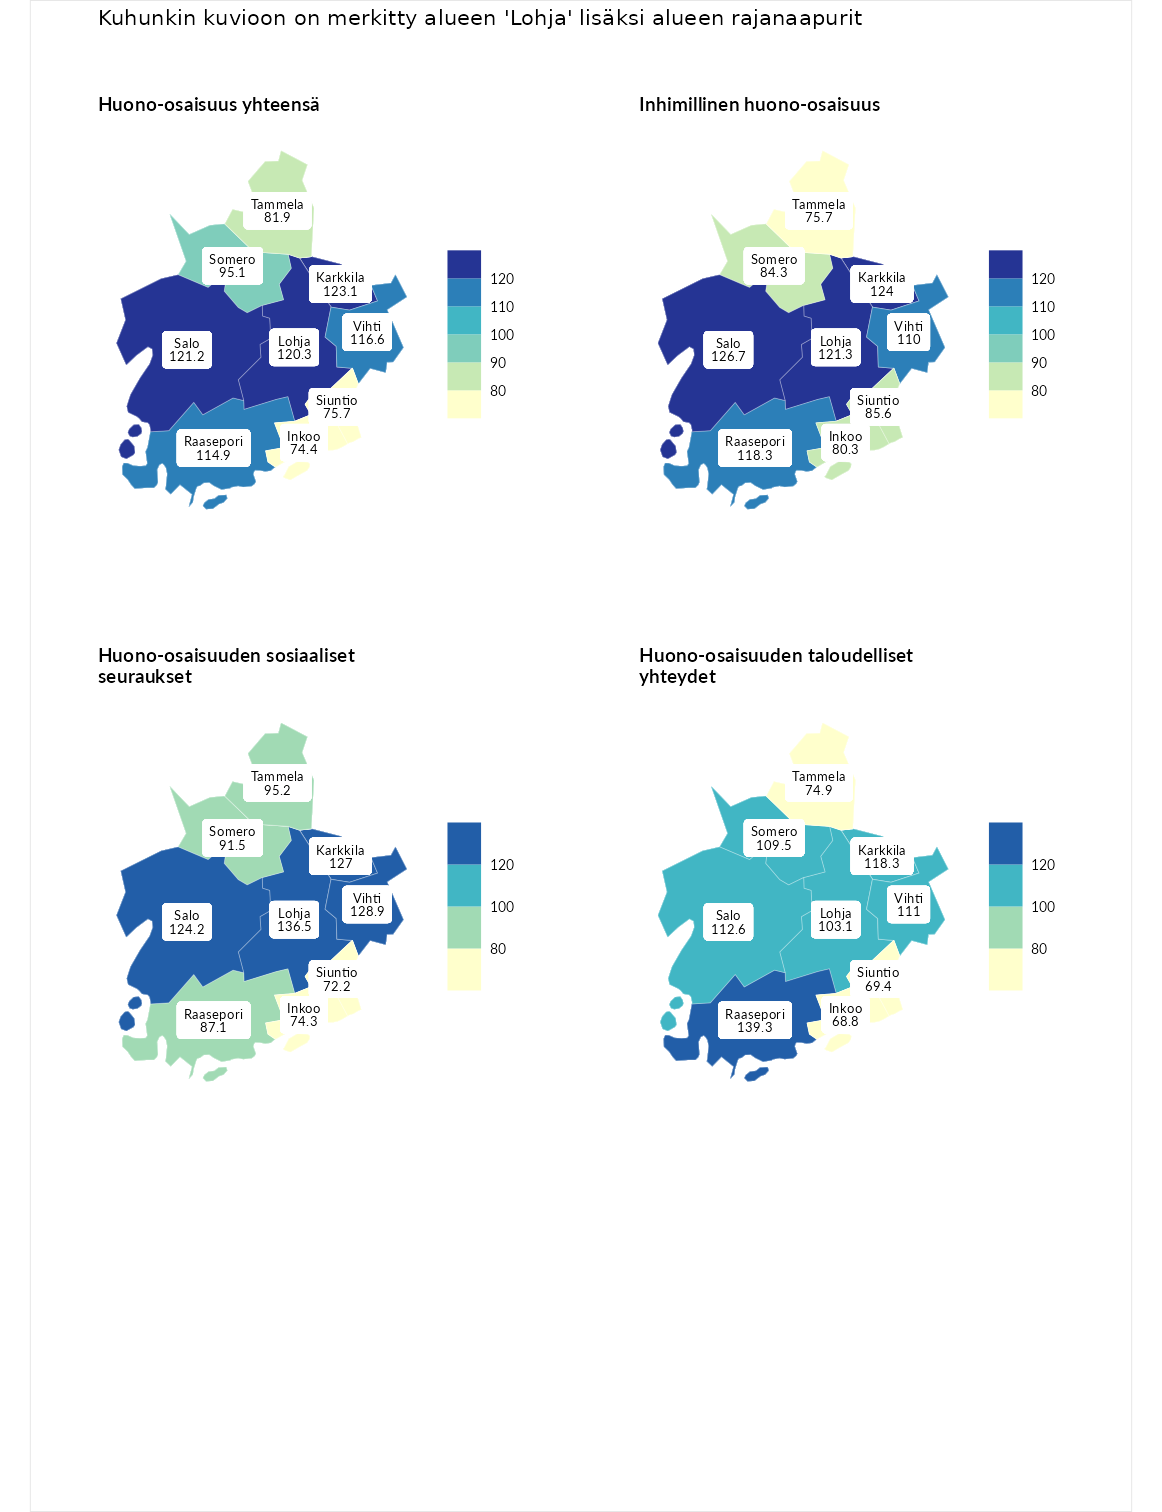 Kuhunkin kuvioon on merkitty alueen 'Lohja' lisäksi alueen rajanaapurit
Huono-osaisuus yhteensä
Tammela
81.9
Somero
95.1
Karkkila
123.1
Vihti
116.6
Salo
121.2
Lohja
120.3
Siuntio
75.7
Raasepori
114.9
Inkoo
74.4
120
110
100
90
80
Inhimillinen huono-osaisuus
Tammela
75.7
Somero
84.3
Karkkila
124
Vihti
110
Salo
126.7
Lohja
121.3
Siuntio
85.6
Raasepori
118.3
Inkoo
80.3
120
110
100
90
80
Huono-osaisuuden sosiaaliset
seuraukset
Tammela
95.2
Somero
91.5
Karkkila
127
Vihti
128.9
Salo
124.2
Lohja
136.5
Siuntio
72.2
Raasepori
87.1
Inkoo
74.3
120
100
80
Huono-osaisuuden taloudelliset
yhteydet
Tammela
74.9
Somero
109.5
Karkkila
118.3
Vihti
111
Salo
112.6
Lohja
103.1
Siuntio
69.4
Raasepori
139.3
Inkoo
68.8
120
100
80